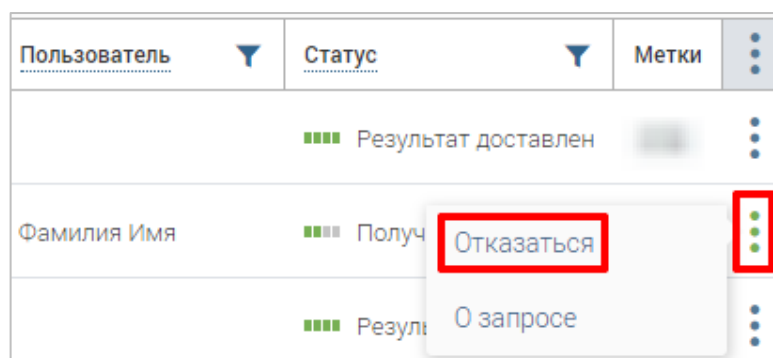 Пользователь Статус Метки
Результат доставлен
Фамилия Имя Получ
Отказаться
О запросе
Резуль